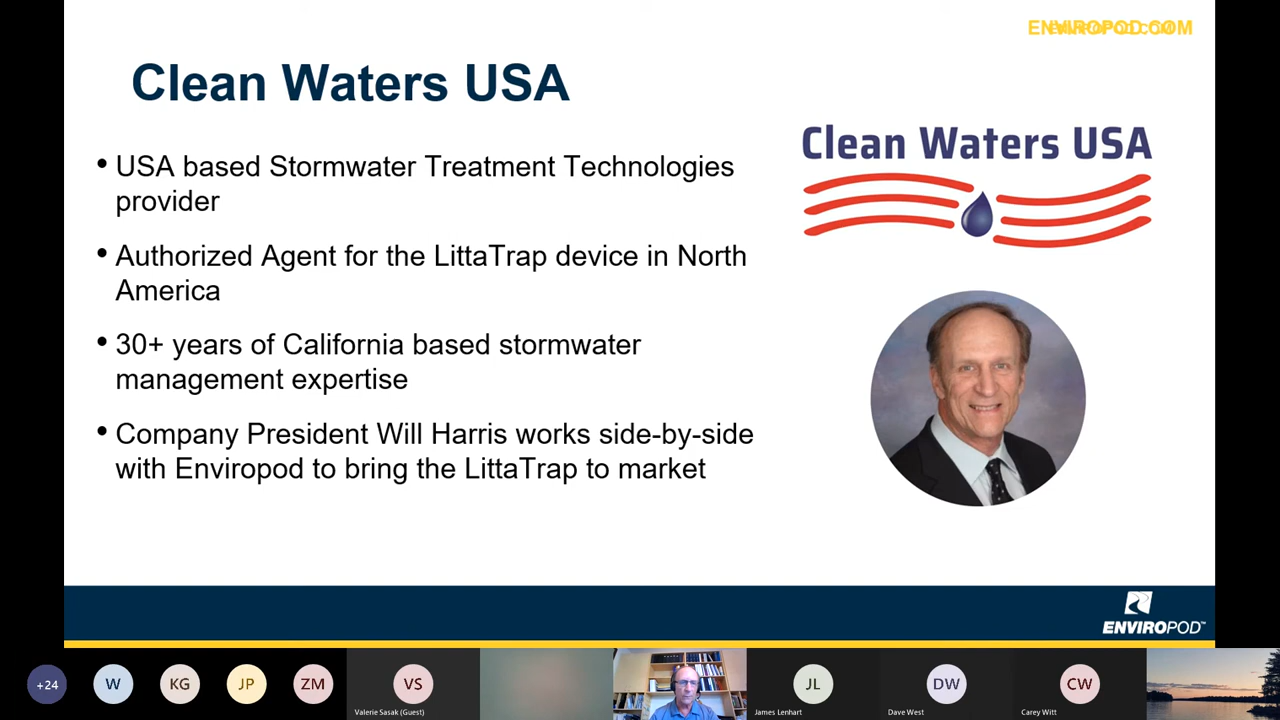 ENVIROPOD.COM
Clean Waters USA
Clean Waters USA
• USA based Stormwater Treatment Technologies
provider
• Authorized Agent for the LittaTrap device in North
America
• 30+ years of California based stormwater
management expertise
• Company President Will Harris works side-by-side
with Enviropod to bring the LittaTrap to market
ENVIROPOD™
+24
W
KG
JP
ZM
VS
JL
DW
CW
Valerie Sasak (Guest)
James Lenhart
Dave West
Carey Witt